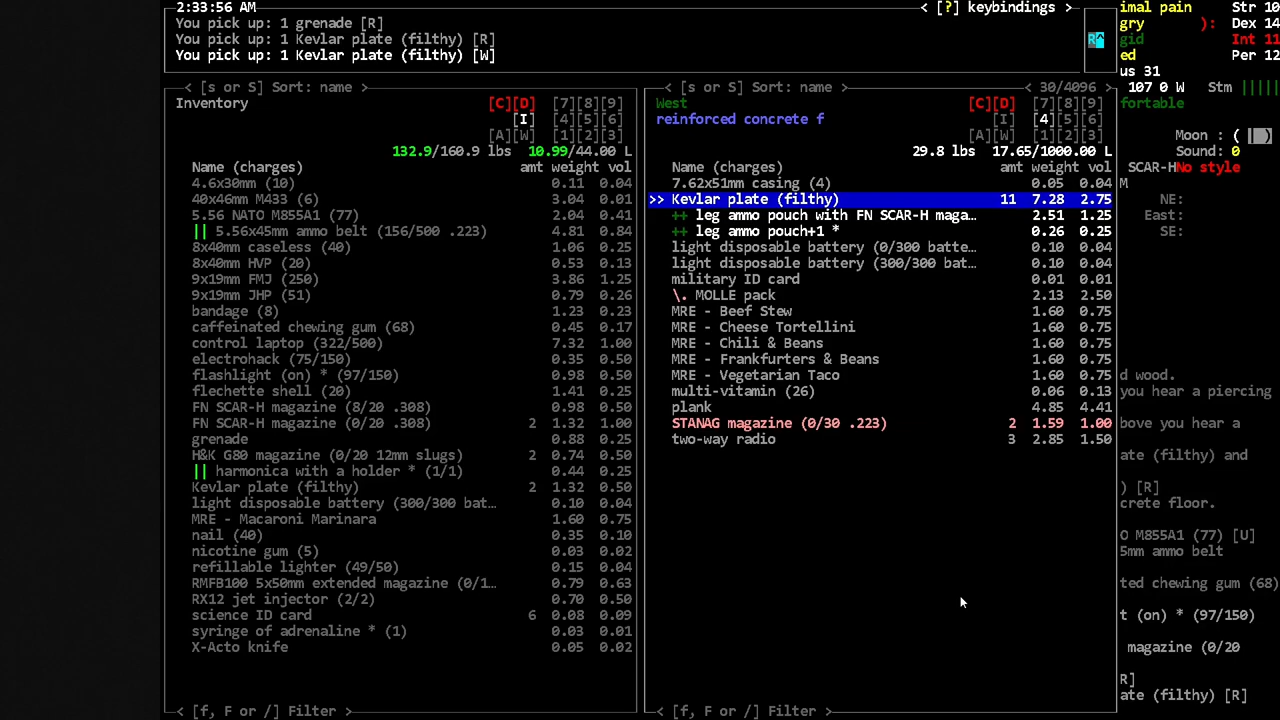 2:33:56 AM < [?] keybindings >
You pick up: 1 grenade [R]
You pick up: 1 Kevlar plate (filthy) [R]
You pick up: 1 Kevlar plate (filthy) [W]
R^
imal pain Str 10
gry ): Dex 14
gid Int 11
ed Per 12
us 31
107 0 W Stm |||||
fortable
Moon : ( | )
Sound: 0
SCAR-H No style
M
NE:
East:
SE:
< [s or S] Sort: name >
Inventory [C][D] [7][8][9]
[I] [4][5][6]
[A][W] [1][2][3]
132.9/160.9 lbs 10.99/44.00 L
Name (charges) amt weight vol
4.6x30mm (10) 0.11 0.04
40x46mm M433 (6) 3.04 0.01
5.56 NATO M855A1 (77) 2.04 0.41
|| 5.56x45mm ammo belt (156/500 .223) 4.81 0.84
8x40mm caseless (40) 1.06 0.25
8x40mm HVP (20) 0.53 0.13
9x19mm FMJ (250) 3.86 1.25
9x19mm JHP (51) 0.79 0.26
bandage (8) 1.23 0.23
caffeinated chewing gum (68) 0.45 0.17
control laptop (322/500) 7.32 1.00
electrohack (75/150) 0.35 0.50
flashlight (on) * (97/150) 0.98 0.50
flechette shell (20) 1.41 0.25
FN SCAR-H magazine (8/20 .308) 0.98 0.50
FN SCAR-H magazine (0/20 .308) 2 1.32 1.00
grenade 0.88 0.25
H&K G80 magazine (0/20 12mm slugs) 2 0.74 0.50
|| harmonica with a holder * (1/1) 0.44 0.25
Kevlar plate (filthy) 2 1.32 0.50
light disposable battery (300/300 bat… 0.10 0.04
MRE - Macaroni Marinara 1.60 0.75
nail (40) 0.35 0.10
nicotine gum (5) 0.03 0.02
refillable lighter (49/50) 0.15 0.04
RMFB100 5x50mm extended magazine (0/1… 0.79 0.63
RX12 jet injector (2/2) 0.70 0.50
science ID card 6 0.08 0.09
syringe of adrenaline * (1) 0.03 0.01
X-Acto knife 0.05 0.02
< [f, F or /] Filter >
< [s or S] Sort: name > < 30/4096 >
West [C][D] [7][8][9]
reinforced concrete f [I] [4][5][6]
[A][W] [1][2][3]
29.8 lbs 17.65/1000.00 L
Name (charges) amt weight vol
7.62x51mm casing (4) 0.05 0.04
>> Kevlar plate (filthy) 11 7.28 2.75
++ leg ammo pouch with FN SCAR-H maga… 2.51 1.25
++ leg ammo pouch+1 * 0.26 0.25
light disposable battery (0/300 batte… 0.10 0.04
light disposable battery (300/300 bat… 0.10 0.04
military ID card 0.01 0.01
\. MOLLE pack 2.13 2.50
MRE - Beef Stew 1.60 0.75
MRE - Cheese Tortellini 1.60 0.75
MRE - Chili & Beans 1.60 0.75
MRE - Frankfurters & Beans 1.60 0.75
MRE - Vegetarian Taco 1.60 0.75
multi-vitamin (26) 0.06 0.13
plank 4.85 4.41
STANAG magazine (0/30 .223) 2 1.59 1.00
two-way radio 3 2.85 1.50
< [f, F or /] Filter >
d wood.
you hear a piercing
bove you hear a
ate (filthy) and
) [R]
crete floor.
O M855A1 (77) [U]
5mm ammo belt
ted chewing gum (68)
t (on) * (97/150)
magazine (0/20
R]
ate (filthy) [R]